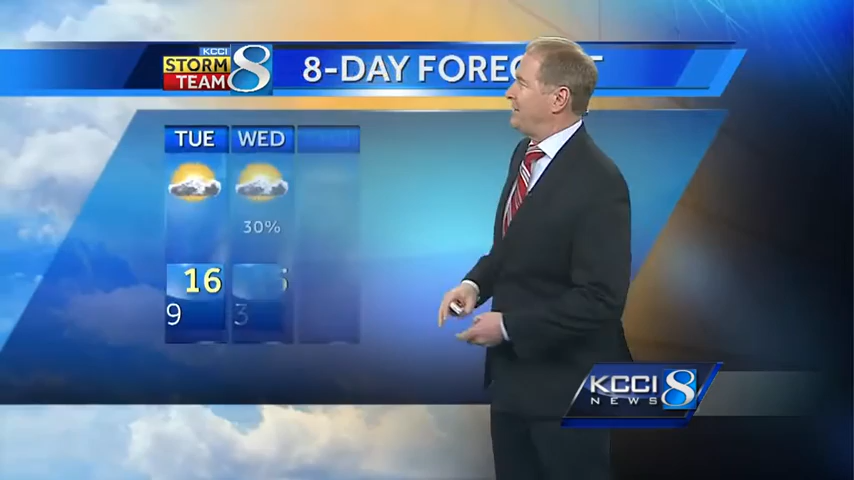 KCCI
STORM
TEAM
8
8-DAY FOREC T
TUE WED
30%
16
9 3
KCCI 8
NEWS